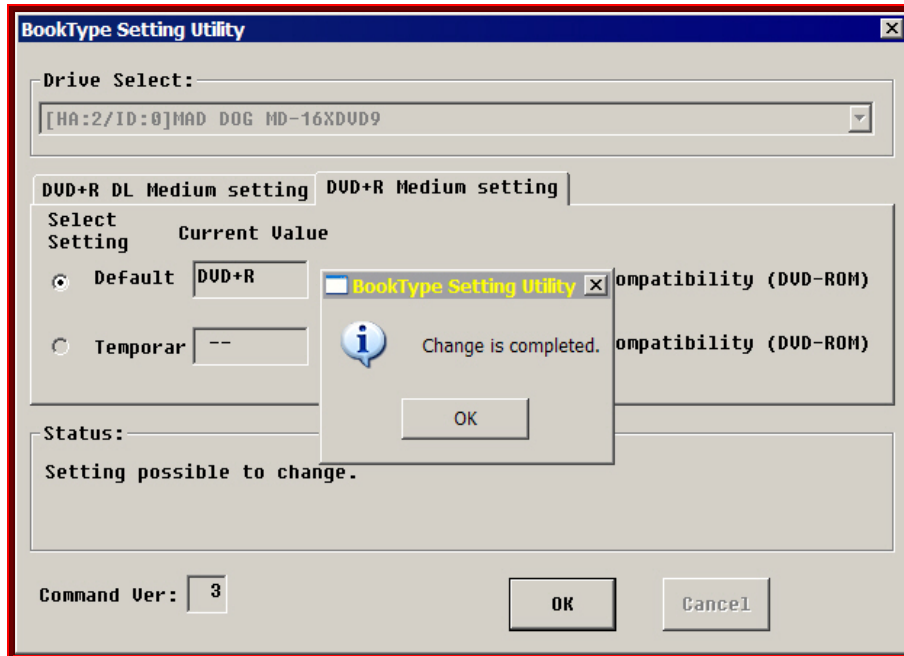 BookType Setting Utility
Drive Select:
[HA:2/ID:0]MAD DOG MD-16XDVD9
DVD+R DL Medium setting DVD+R Medium setting
Select
Setting Current Value
Default DVD+R ompatibility (DVD-ROM)
BookType Setting Utility
Temporar -- ompatibility (DVD-ROM)
Change is completed.
OK
Status:
Setting possible to change.
Command Ver: 3
OK Cancel